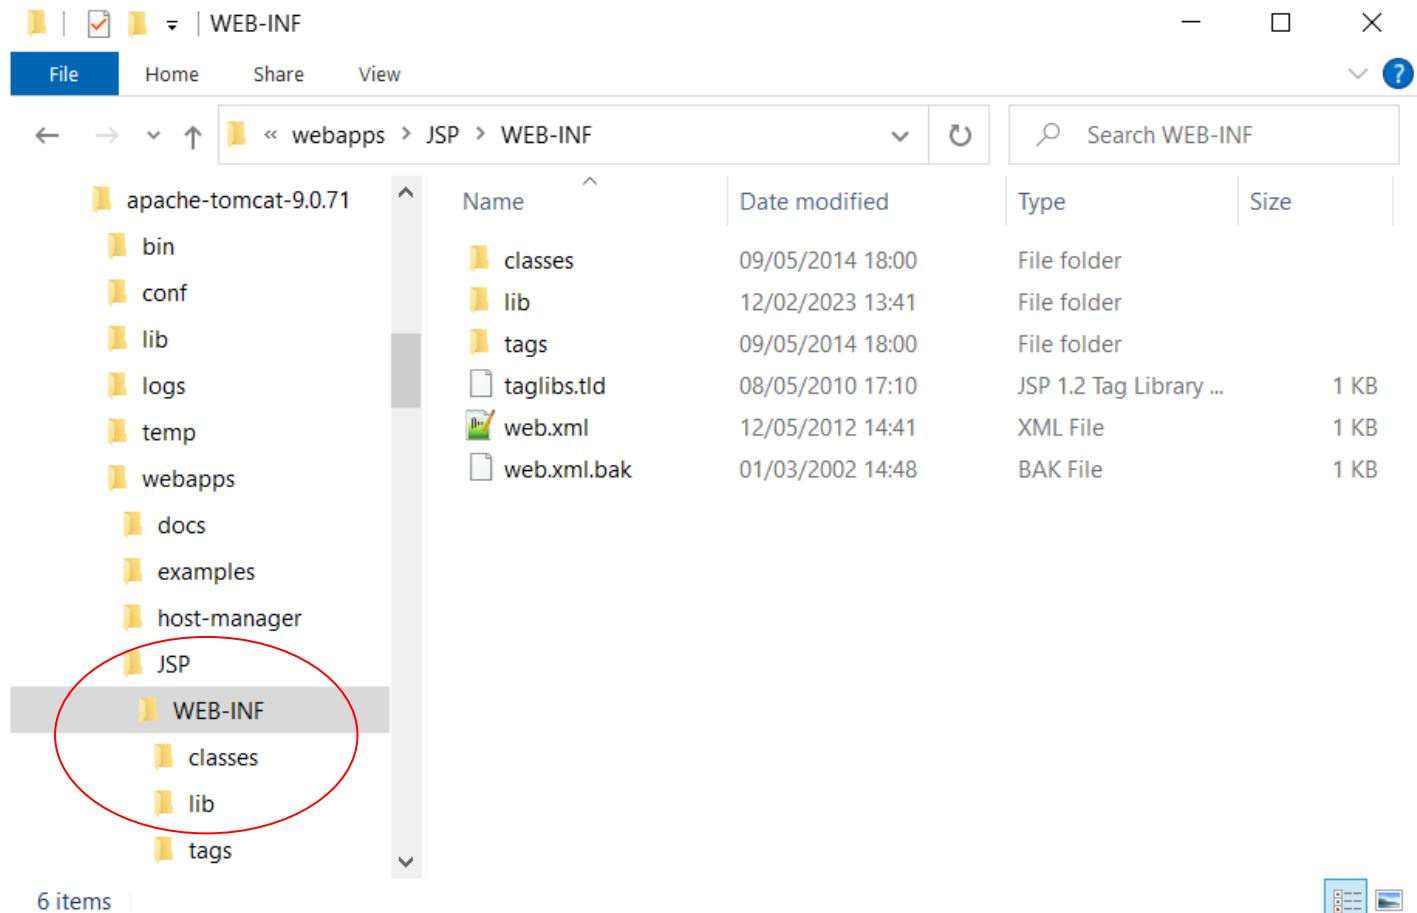 WEB-INF
File Home Share View
« webapps > JSP > WEB-INF Search WEB-INF
Name Date modified Type Size
classes 09/05/2014 18:00 File folder
lib 12/02/2023 13:41 File folder
tags 09/05/2014 18:00 File folder
taglibs.tld 08/05/2010 17:10 JSP 1.2 Tag Library ... 1 KB
web.xml 12/05/2012 14:41 XML File 1 KB
web.xml.bak 01/03/2002 14:48 BAK File 1 KB
apache-tomcat-9.0.71
bin
conf
lib
logs
temp
webapps
docs
examples
host-manager
JSP
WEB-INF
classes
lib
tags
6 items